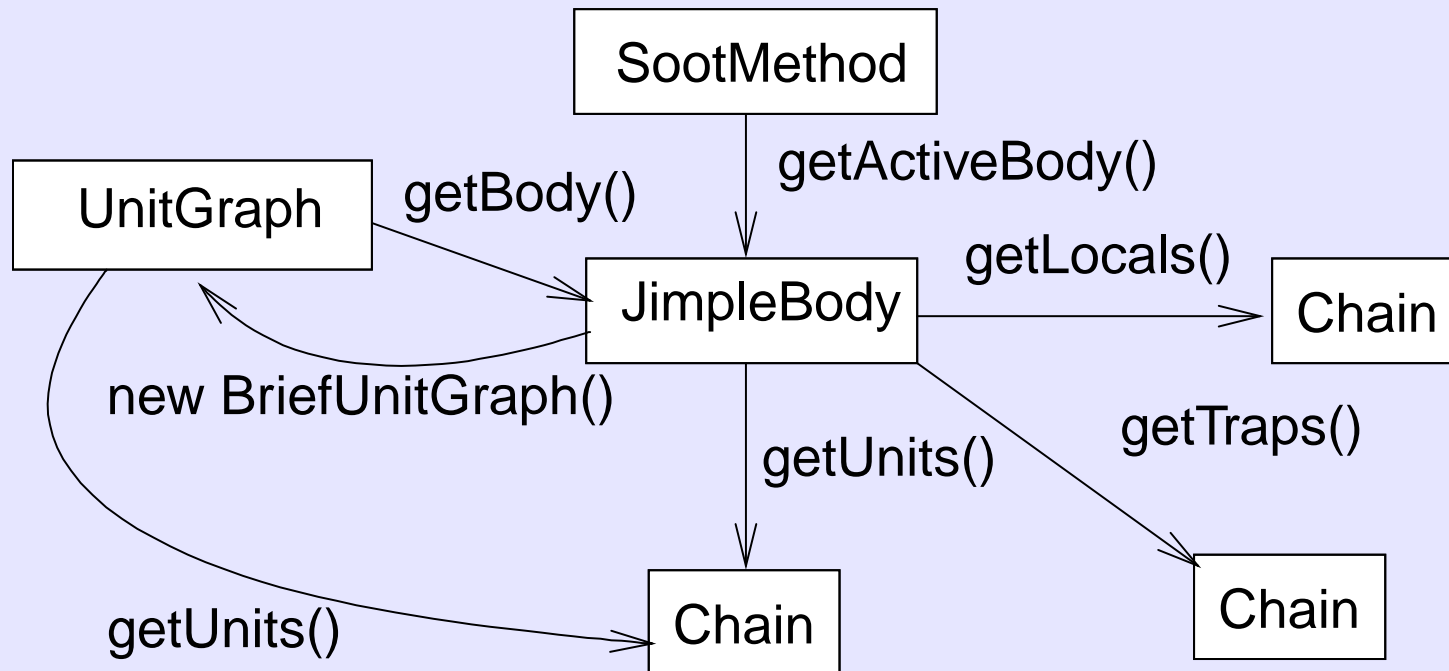 SootMethod
getActiveBody()
UnitGraph
getBody()
getLocals()
JimpleBody
Chain
new BriefUnitGraph()
getTraps()
getUnits()
Chain
getUnits()
Chain